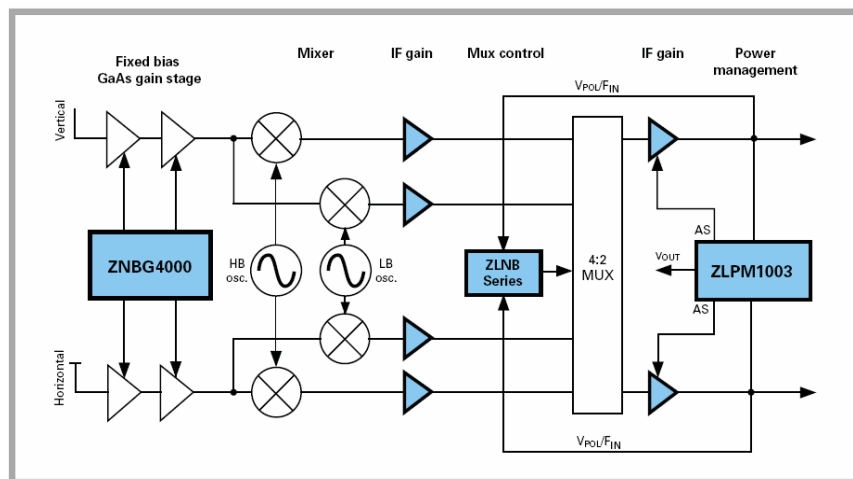 Fixed bias
GaAs gain stage
Mixer
IF gain
Mux control
IF gain
Power
management
VPOL/FIN
Vertical
AS
ZNBG4000
HB
osc.
LB
osc.
ZLNB
Series
4:2
MUX
VOUT
ZLPM1003
AS
Horizontal
VPOL/FIN